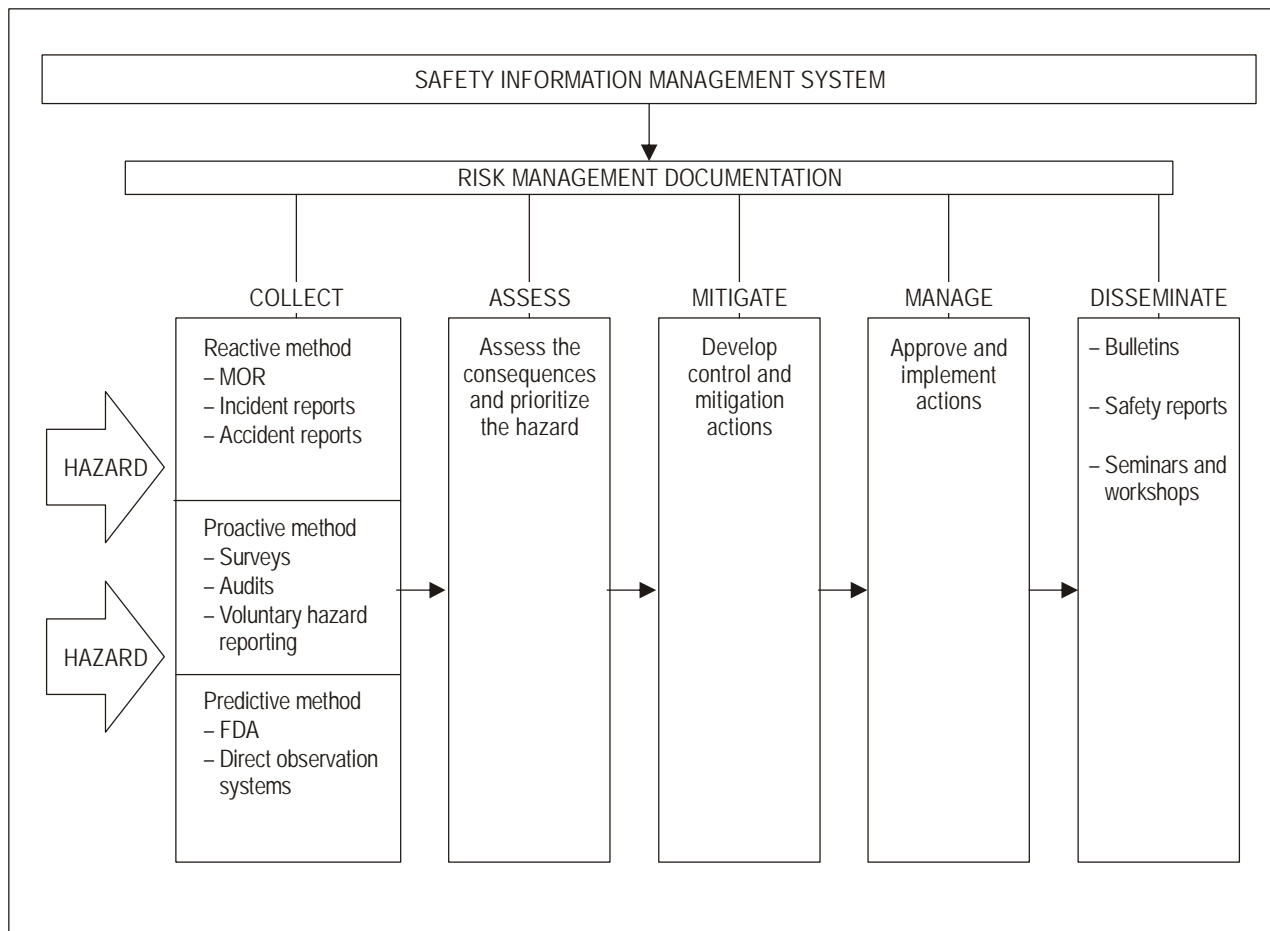 SAFETY INFORMATION MANAGEMENT SYSTEM
RISK MANAGEMENT DOCUMENTATION
COLLECT
Reactive method
– MOR
– Incident reports
– Accident reports
Proactive method
– Surveys
– Audits
– Voluntary hazard
reporting
Predictive method
– FDA
– Direct observation
systems
HAZARD
HAZARD
ASSESS
Assess the
consequences
and prioritize
the hazard
MITIGATE
Develop
control and
mitigation
actions
MANAGE
Approve and
implement
actions
DISSEMINATE
– Bulletins
– Safety reports
– Seminars and
workshops